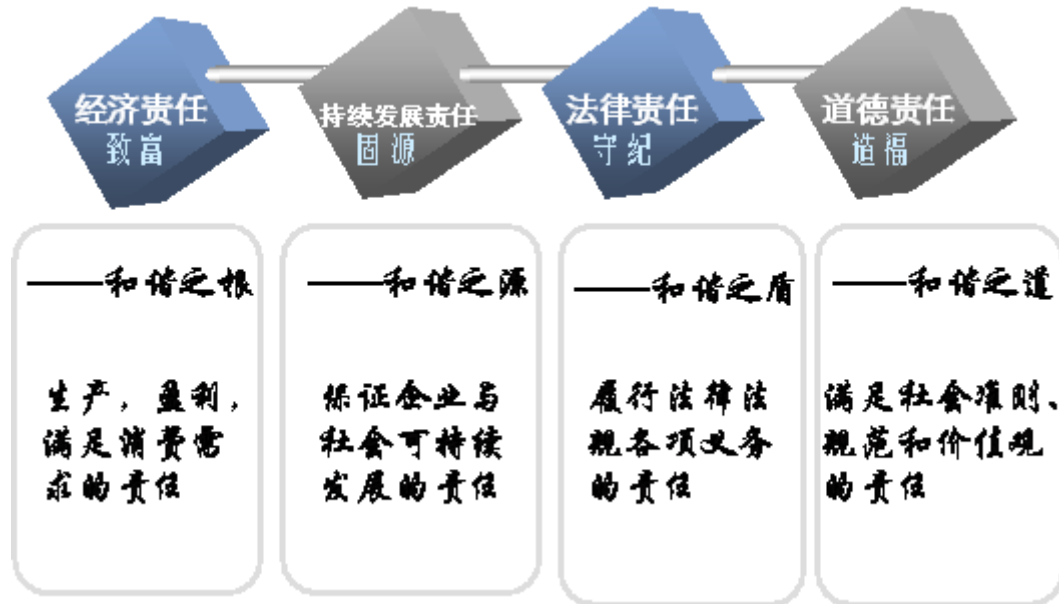 经济责任
致富
持续发展责任
固源
法律责任
守纪
道德责任
造福
——和谐之根
生产，盈利，
满足消费需
求的责任
——和谐之源
保证企业与
社会可持续
发展的责任
——和谐之盾
履行法律法
规各项义务
的责任
——和谐之道
满足社会准则、
规范和价值观
的责任